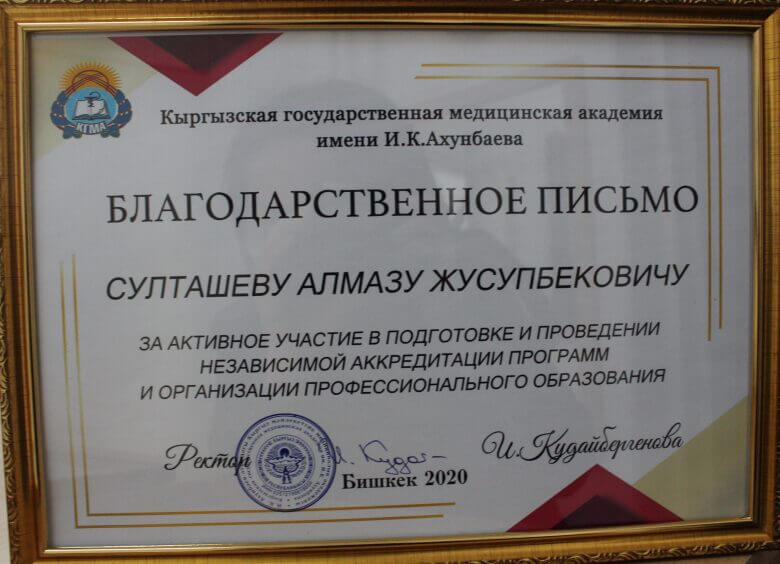 КГМА
Кыргызская государственная медицинская академия
имени И.К.Ахунбаева
БЛАГОДАРСТВЕННОЕ ПИСЬМО
СУЛТАШЕВУ АЛМАЗУ ЖУСУПБЕКОВИЧУ
ЗА АКТИВНОЕ УЧАСТИЕ В ПОДГОТОВКЕ И ПРОВЕДЕНИИ
НЕЗАВИСИМОЙ АККРЕДИТАЦИИ ПРОГРАММ
И ОРГАНИЗАЦИИ ПРОФЕССИОНАЛЬНОГО ОБРАЗОВАНИЯ
Ректор И.Кудайбергенова
Бишкек 2020